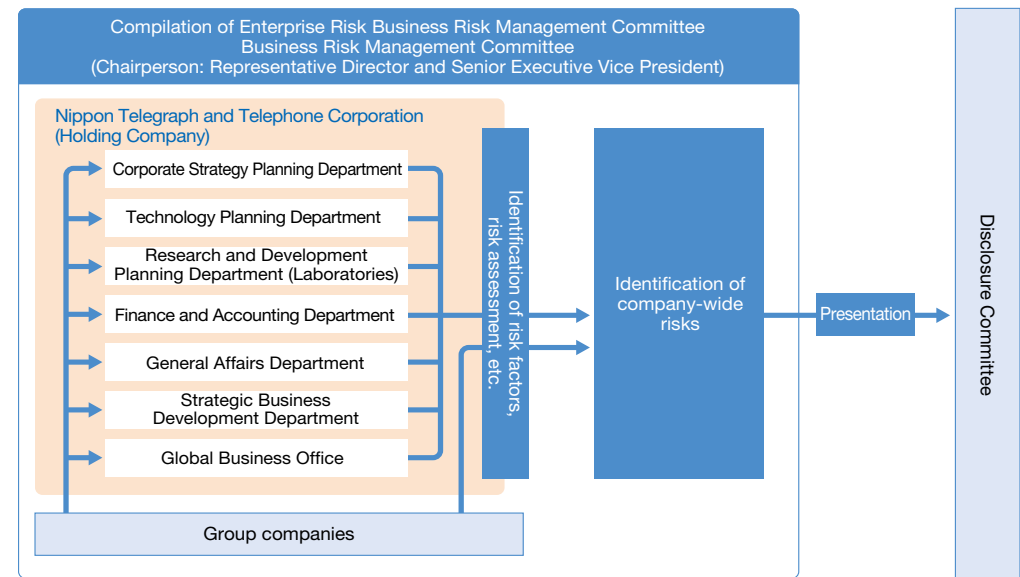 Compilation of Enterprise Risk Business Risk Management Committee
Business Risk Management Committee
(Chairperson: Representative Director and Senior Executive Vice President)
Nippon Telegraph and Telephone Corporation
(Holding Company)
Corporate Strategy Planning Department
Technology Planning Department
Research and Development
Planning Department (Laboratories)
Finance and Accounting Department
General Affairs Department
Strategic Business
Development Department
Global Business Office
Group companies
Identification of risk factors,
risk assessment, etc.
Identification of
company-wide
risks
Presentation
Disclosure Committee